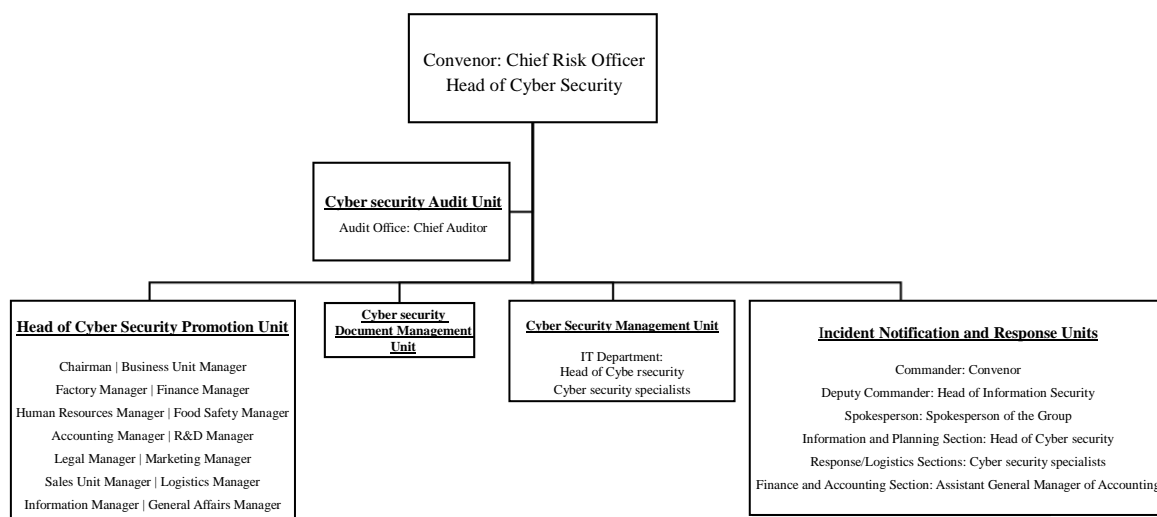 Convenor: Chief Risk Officer
Head of Cyber Security
Cyber security Audit Unit
Audit Office: Chief Auditor
Head of Cyber Security Promotion Unit
Chairman | Business Unit Manager
Factory Manager | Finance Manager
Human Resources Manager | Food Safety Manager
Accounting Manager | R&D Manager
Legal Manager | Marketing Manager
Sales Unit Manager | Logistics Manager
Information Manager | General Affairs Manager
Cyber security
Document Management
Unit
Cyber Security Management Unit
IT Department:
Head of Cybe rsecurity
Cyber security specialists
Incident Notification and Response Units
Commander: Convenor
Deputy Commander: Head of Information Security
Spokesperson: Spokesperson of the Group
Information and Planning Section: Head of Cyber security
Response/Logistics Sections: Cyber security specialists
Finance and Accounting Section: Assistant General Manager of Accounting